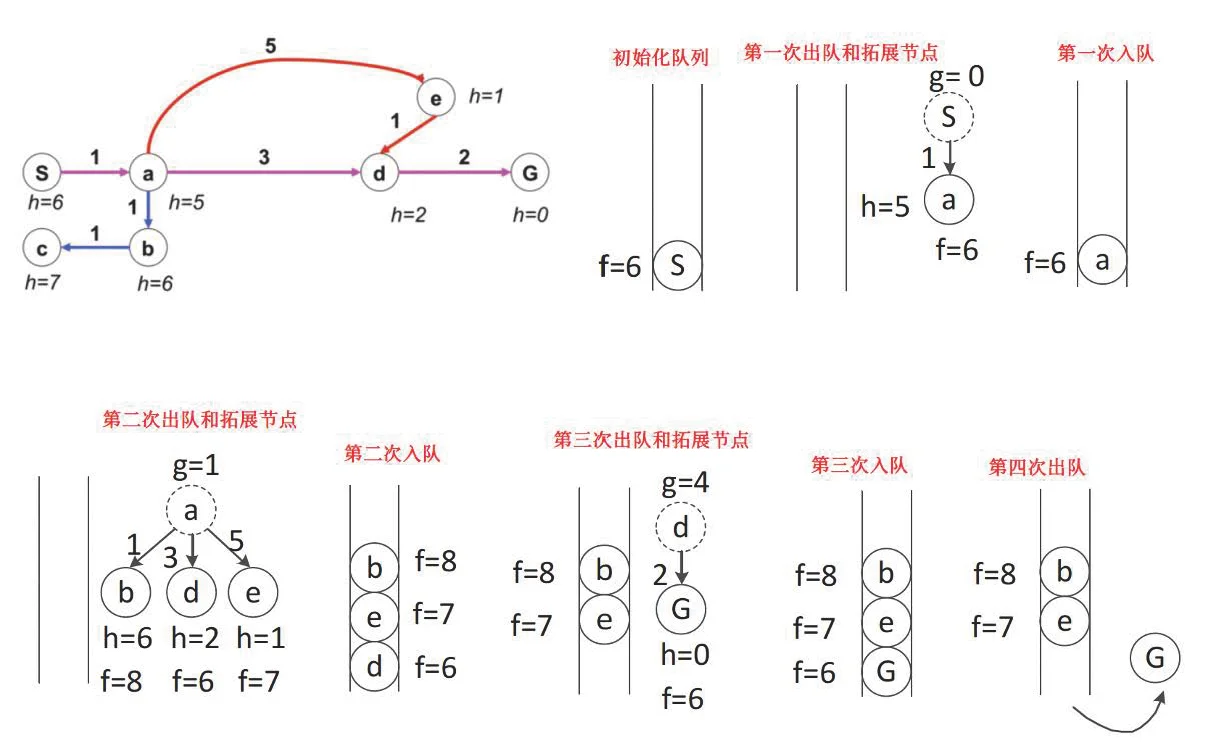 5
e
h=1
1
S
1
a
3
d
2
G
h=6
1
h=5
h=2
h=0
c
1
b
h=7
h=6
初始化队列
f=6
S
第一次出队和拓展节点
g= 0
S
1
h=5
a
f=6
第一次入队
f=6
a
第二次出队和拓展节点
g=1
a
1
3
5
b
d
e
h=6
h=2
h=1
f=8
f=6
f=7
第二次入队
b
f=8
e
f=7
d
f=6
第三次出队和拓展节点
f=8
b
f=7
e
g=4
d
2
G
h=0
f=6
第三次入队
f=8
b
f=7
e
f=6
G
第四次出队
f=8
b
f=7
e
G